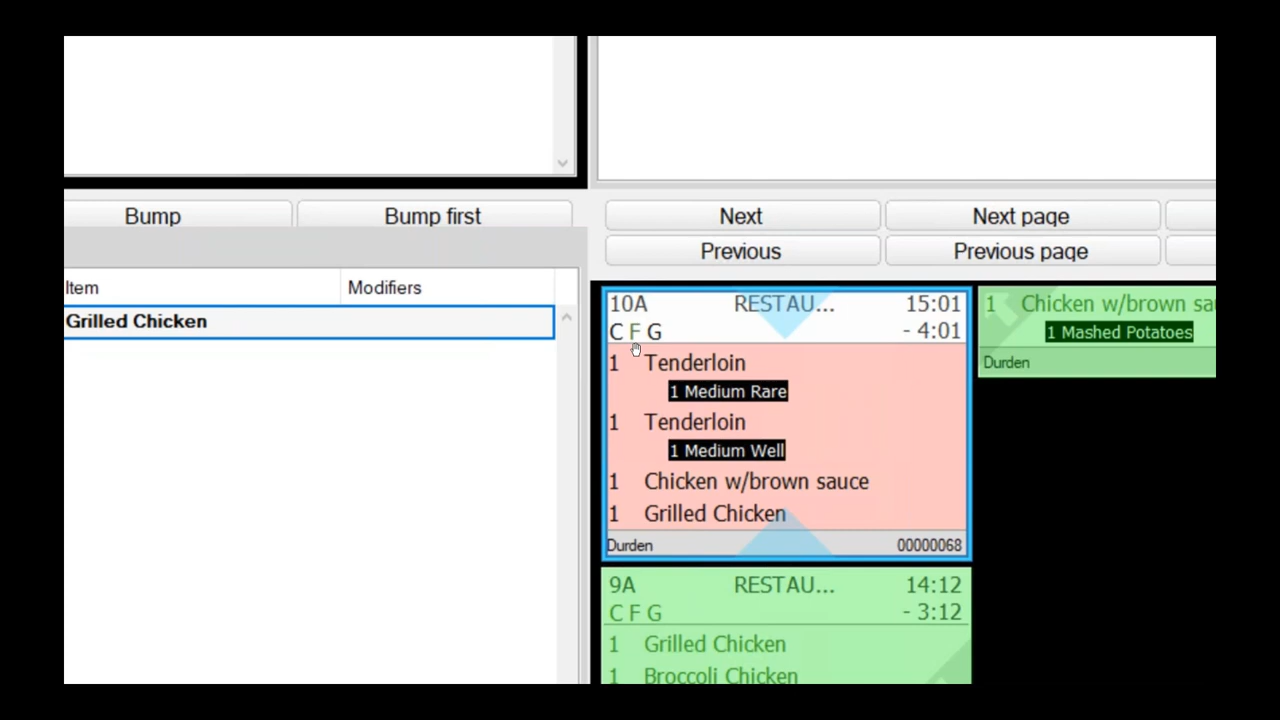 Bump
Bump first
Item
Modifiers
Grilled Chicken
Next
Next page
Previous
Previous page
10A RESTAU... 15:01
C F G - 4:01
1 Tenderloin
1 Medium Rare
1 Tenderloin
1 Medium Well
1 Chicken w/brown sauce
1 Grilled Chicken
Durden 00000068
9A RESTAU... 14:12
C F G - 3:12
1 Grilled Chicken
1 Broccoli Chicken
1 Chicken w/brown sau
1 Mashed Potatoes
Durden